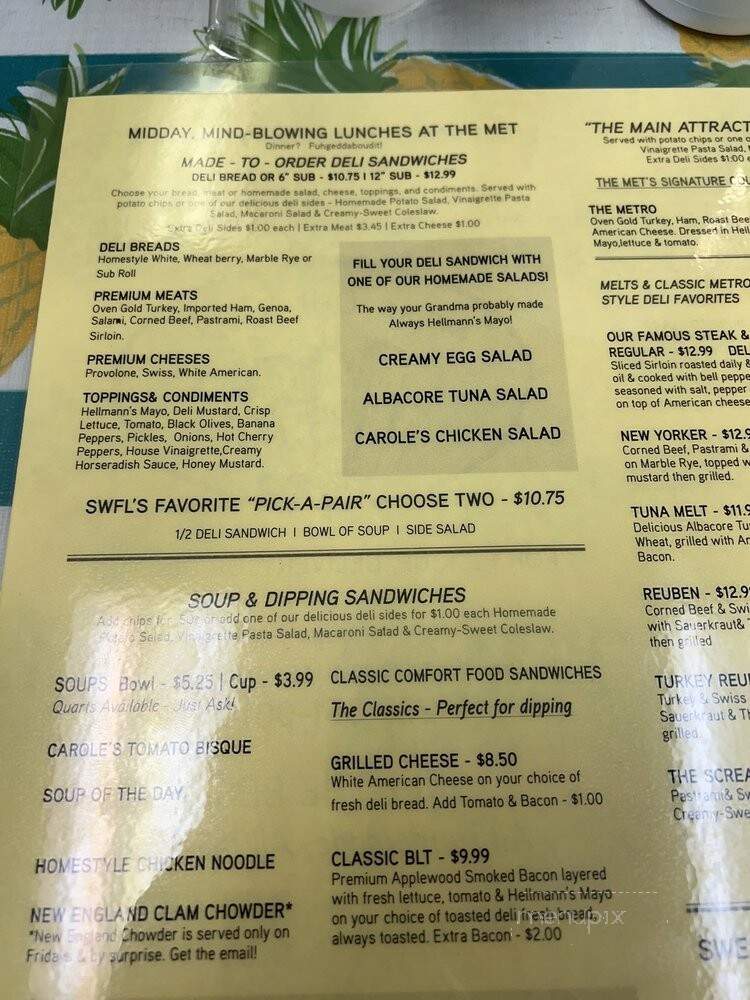 MIDDAY, MIND-BLOWING LUNCHES AT THE MET
Dinner? Fuhgeddaboudit!
MADE - TO - ORDER DELI SANDWICHES
DELI BREAD OR 6" SUB - $10.75 I 12" SUB - $12.99
Choose your bread, meat or homemade salad, cheese, toppings, and condiments. Served with
potato chips or one of our delicious deli sides - Homemade Potato Salad, Vinaigrette Pasta
Salad, Macaroni Salad & Creamy-Sweet Coleslaw.
Extra Deli Sides $1.00 each | Extra Meat $3.45 | Extra Cheese $1.00
DELI BREADS
Homestyle White, Wheat berry, Marble Rye or
Sub Roll
PREMIUM MEATS
Oven Gold Turkey, Imported Ham, Genoa,
Salami, Corned Beef, Pastrami, Roast Beef
Sirloin.
PREMIUM CHEESES
Provolone, Swiss, White American.
TOPPINGS& CONDIMENTS
Hellmann's Mayo, Deli Mustard, Crisp
Lettuce, Tomato, Black Olives, Banana
Peppers, Pickles, Onions, Hot Cherry
Peppers, House Vinaigrette,Creamy
Horseradish Sauce, Honey Mustard.
FILL YOUR DELI SANDWICH WITH
ONE OF OUR HOMEMADE SALADS!
The way your Grandma probably made
Always Hellmann's Mayo!
CREAMY EGG SALAD
ALBACORE TUNA SALAD
CAROLE'S CHICKEN SALAD
SWFL'S FAVORITE "PICK-A-PAIR" CHOOSE TWO - $10.75
1/2 DELI SANDWICH I BOWL OF SOUP I SIDE SALAD
SOUP & DIPPING SANDWICHES
Add chips for .50 or add one of our delicious deli sides for $1.00 each Homemade
Potato Salad, Vinaigrette Pasta Salad, Macaroni Salad & Creamy-Sweet Coleslaw.
SOUPS Bowl - $5.25 | Cup - $3.99
Quarts Available - Just Ask!
CAROLE'S TOMATO BISQUE
SOUP OF THE DAY
HOMESTYLE CHICKEN NOODLE
NEW ENGLAND CLAM CHOWDER*
*New England Chowder is served only on
Fridays & by surprise. Get the email!
CLASSIC COMFORT FOOD SANDWICHES
The Classics - Perfect for dipping
GRILLED CHEESE - $8.50
White American Cheese on your choice of
fresh deli bread. Add Tomato & Bacon - $1.00
CLASSIC BLT - $9.99
Premium Applewood Smoked Bacon layered
with fresh lettuce, tomato & Hellmann's Mayo
on your choice of toasted deli fresh bread,
always toasted. Extra Bacon - $2.00
"THE MAIN ATTRACT
Served with potato chips or one o
Vinaigrette Pasta Salad,
Extra Deli Sides $1:00
THE MET'S SIGNATURE
THE METRO
Oven Gold Turkey, Ham, Roast Bee
American Cheese. Dressed in Hell
Mayo,lettuce & tomato.
MELTS & CLASSIC METRO
STYLE DELI FAVORITES
OUR FAMOUS STEAK &
REGULAR - $12.99 DEL
Sliced Sirloin roasted daily &
oil & cooked with bell peppe
seasoned with salt, pepper
on top of American cheese
NEW YORKER - $12.9
Corned Beef, Pastrami &
on Marble Rye, topped w
mustard then grilled.
TUNA MELT - $11.9
Delicious Albacore Tu
Wheat, grilled with Am
Bacon.
REUBEN - $12.9
Corned Beef & Swi
with Sauerkraut&
then grilled
TURKEY REU
Turkey & Swiss
Sauerkraut & Th
grilled.
THE SCREA
Pastrami& Sw
Creamy-Swe
SWE
menupix